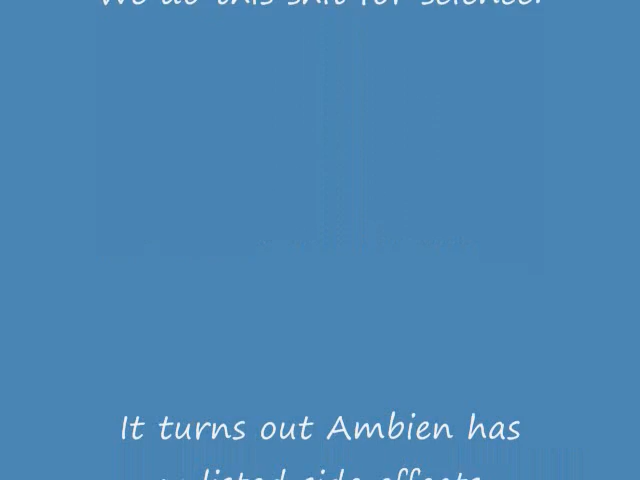 We do this shit for science.
It turns out Ambien has
listed side effects